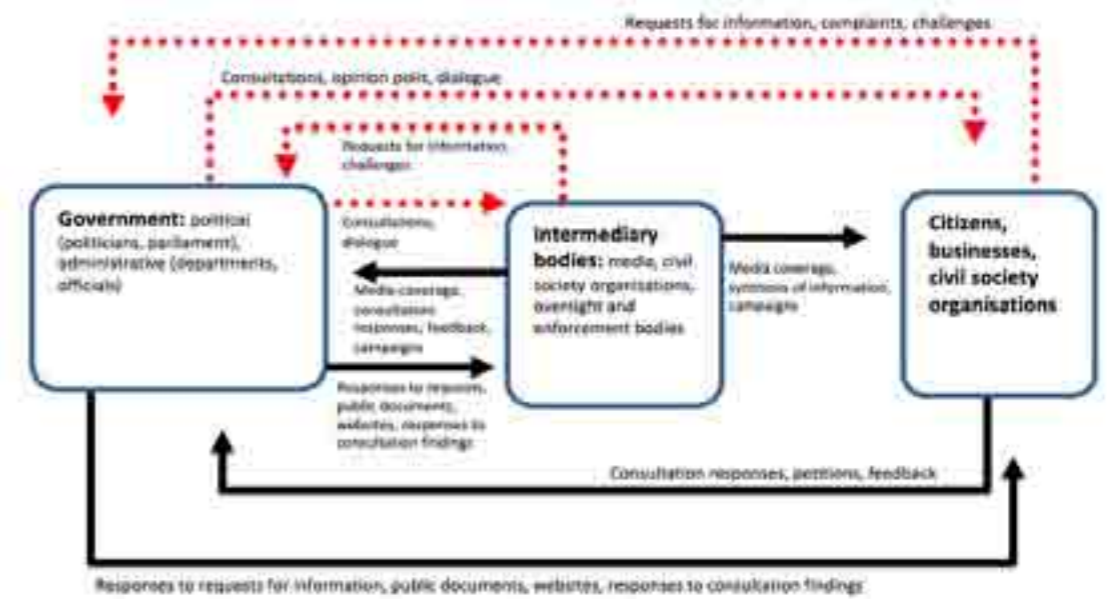 Requests for information, complaints, challenges
Consultations, opinion polls, dialogue
Requests for information,
challenges
Government: political
(politicians, parliament),
administrative (departments,
officials)
Consultations,
dialogue
Intermediary
bodies: media, civil
society organisations,
oversight and
enforcement bodies
Citizens,
businesses,
civil society
organisations
Media coverage,
consultation
responses, feedback,
campaigns
Media coverage,
synthesis of information,
campaigns
Responses to requests,
public documents,
websites, responses to
consultation findings
Consultation responses, petitions, feedback
Responses to requests for information, public documents, websites, responses to consultation findings